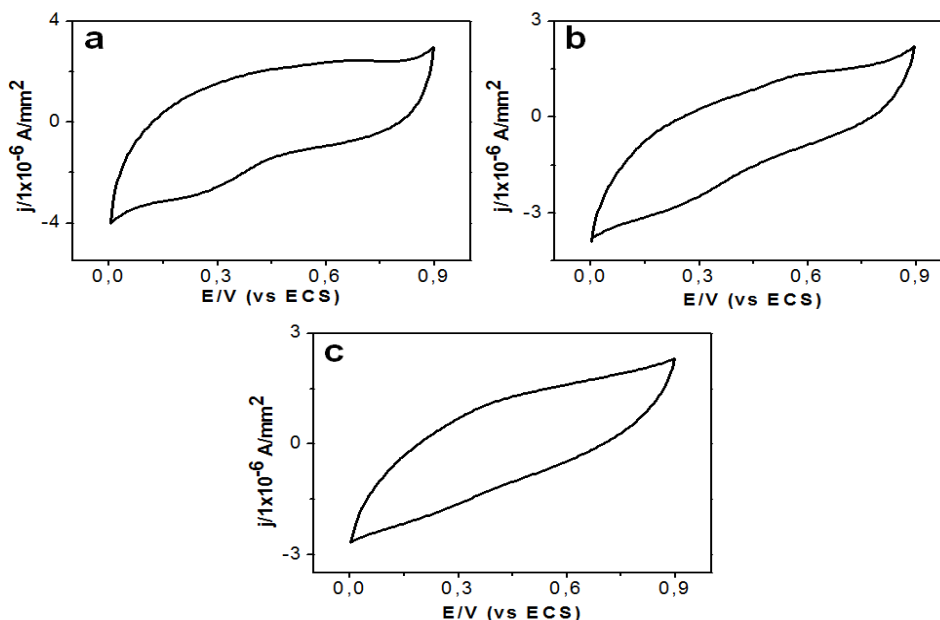 a
j/1x10⁻⁶ A/mm²
4
0
-4
0,0 0,3 0,6 0,9
E/V (vs ECS)
b
j/1x10⁻⁶ A/mm²
3
0
-3
0,0 0,3 0,6 0,9
E/V (vs ECS)
c
j/1x10⁻⁶ A/mm²
3
0
-3
0,0 0,3 0,6 0,9
E/V (vs ECS)